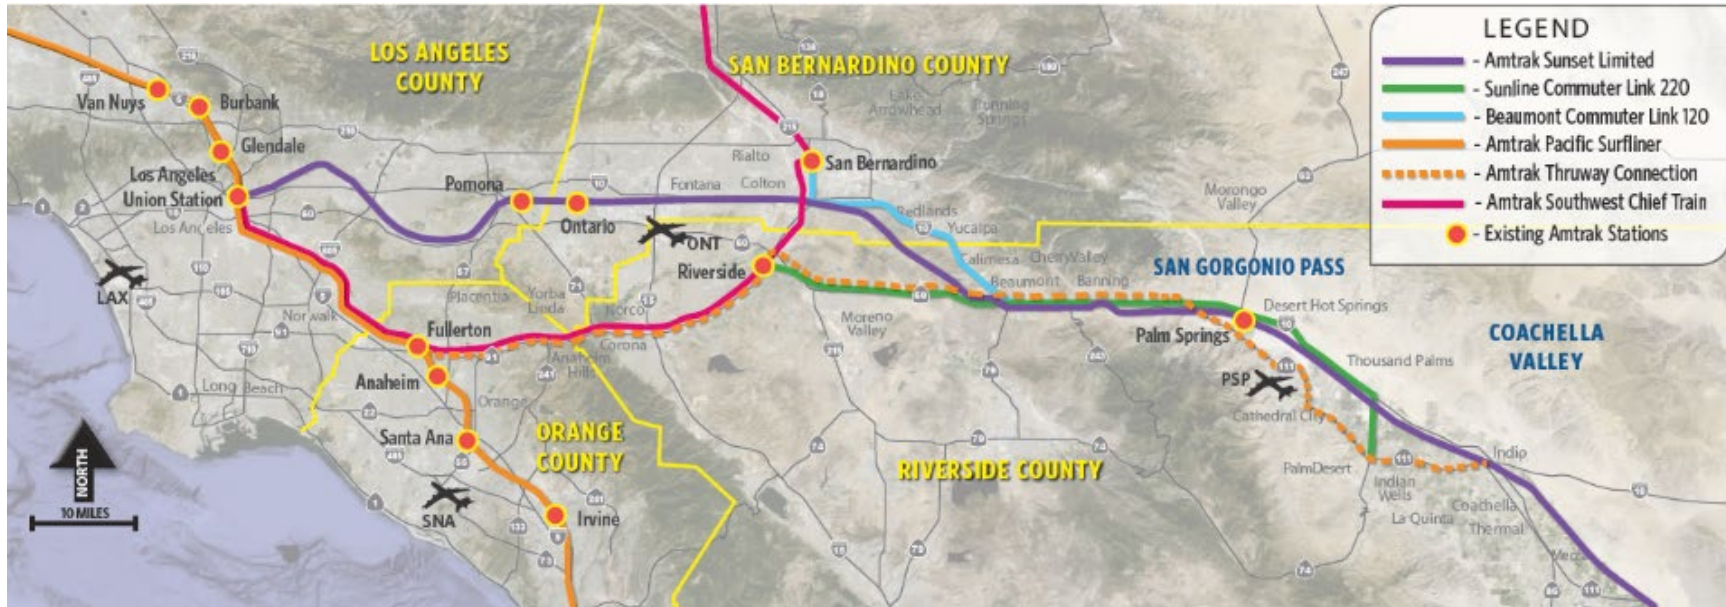 LEGEND
- Amtrak Sunset Limited
- Sunline Commuter Link 220
- Beaumont Commuter Link 120
- Amtrak Pacific Surfliner
- Amtrak Thruway Connection
- Amtrak Southwest Chief Train
- Existing Amtrak Stations
LOS ANGELES
COUNTY
SAN BERNARDINO COUNTY
Van Nuys
Burbank
Glendale
Los Angeles
Union Station
Los Angeles
Pomona
Ontario
Fontana
Rialto
Colton
San Bernardino
Lake
Arrowhead
Running
Springs
Redlands
Yucaipa
Calimesa
Cherry Valley
Beaumont
Banning
Morongo
Valley
SAN GORGONIO PASS
Desert Hot Springs
Palm Springs
Thousand Palms
COACHELLA
VALLEY
LAX
ONT
Riverside
Placentia
Yorba
Linda
Norco
Corona
Moreno
Valley
Norwalk
Fullerton
Anaheim
Anaheim
Hills
Long Beach
Orange
Santa Ana
ORANGE
COUNTY
RIVERSIDE COUNTY
PSP
Cathedral City
Palm Desert
Indian
Wells
Indio
La Quinta
Coachella
Thermal
Mecca
SNA
Irvine
NORTH
10 MILES